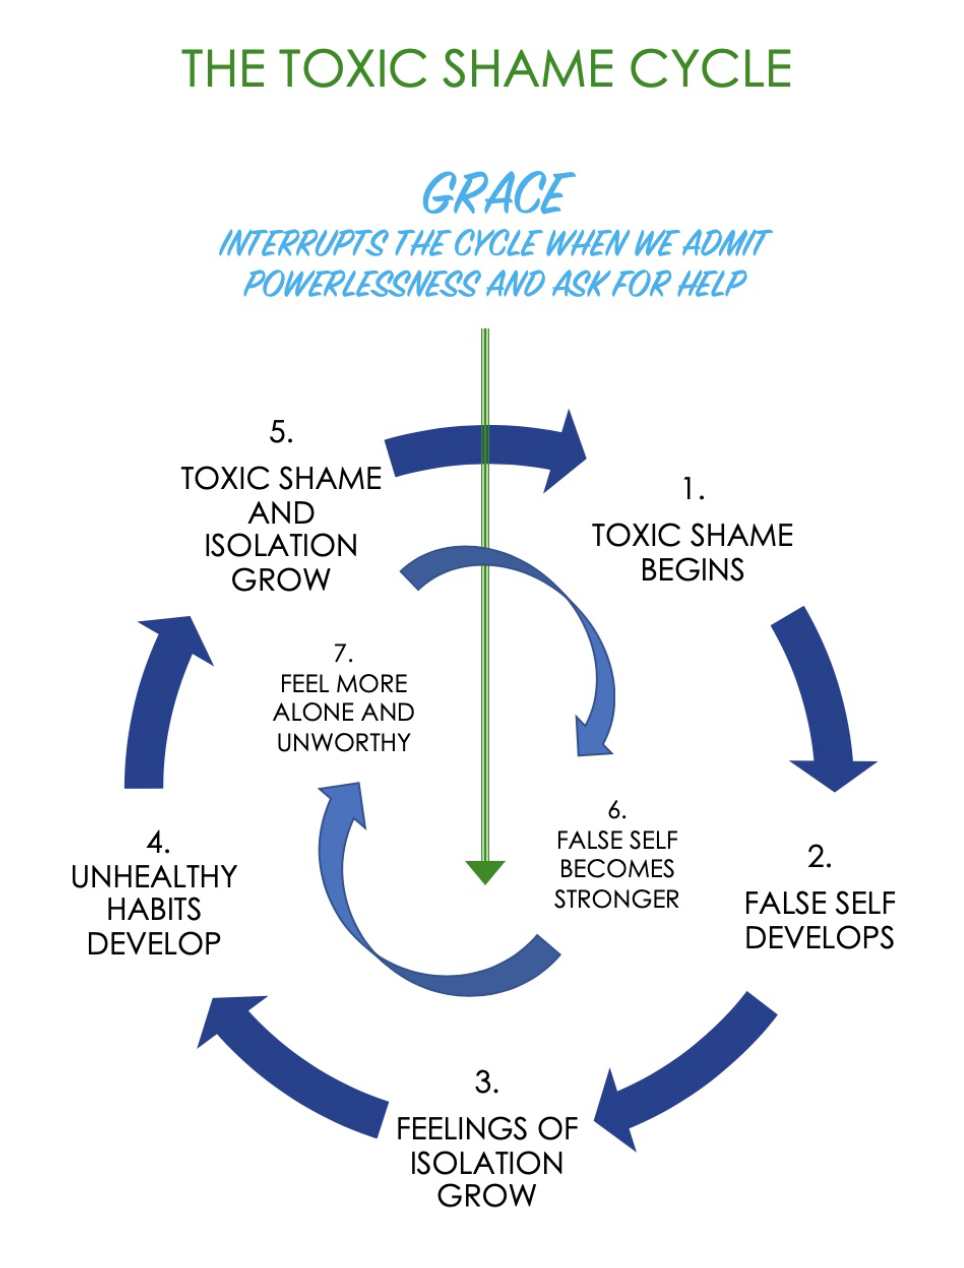 THE TOXIC SHAME CYCLE
GRACE
INTERRUPTS THE CYCLE WHEN WE ADMIT
POWERLESSNESS AND ASK FOR HELP
1.
TOXIC SHAME
BEGINS
2.
FALSE SELF
DEVELOPS
3.
FEELINGS OF
ISOLATION
GROW
4.
UNHEALTHY
HABITS
DEVELOP
5.
TOXIC SHAME
AND
ISOLATION
GROW
6.
FALSE SELF
BECOMES
STRONGER
7.
FEEL MORE
ALONE AND
UNWORTHY